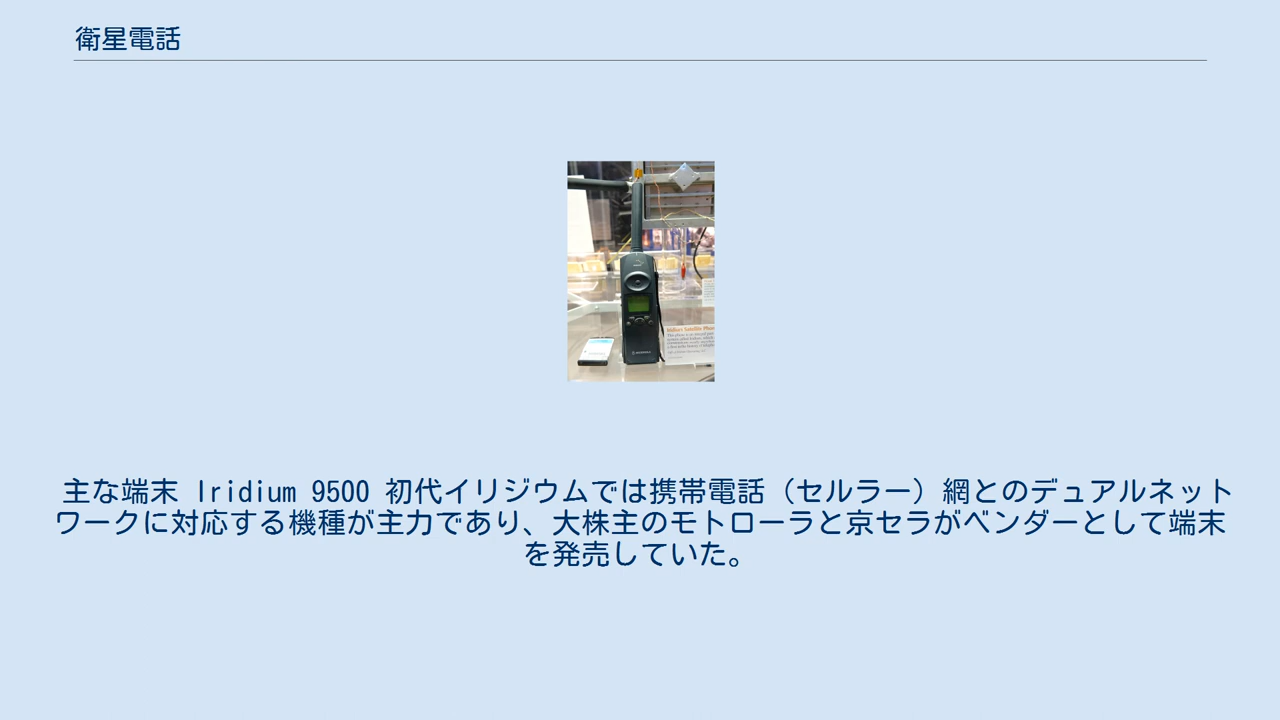 衛星電話
主な端末 Iridium 9500 初代イリジウムでは携帯電話（セルラー）網とのデュアルネット
ワークに対応する機種が主力であり、大株主のモトローラと京セラがベンダーとして端末
を発売していた。
MOTOROLA